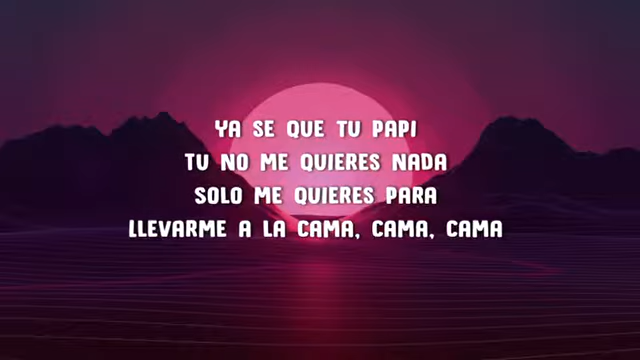 YA SE QUE TU PAPI
TU NO ME QUIERES NADA
SOLO ME QUIERES PARA
LLEVARME A LA CAMA, CAMA, CAMA